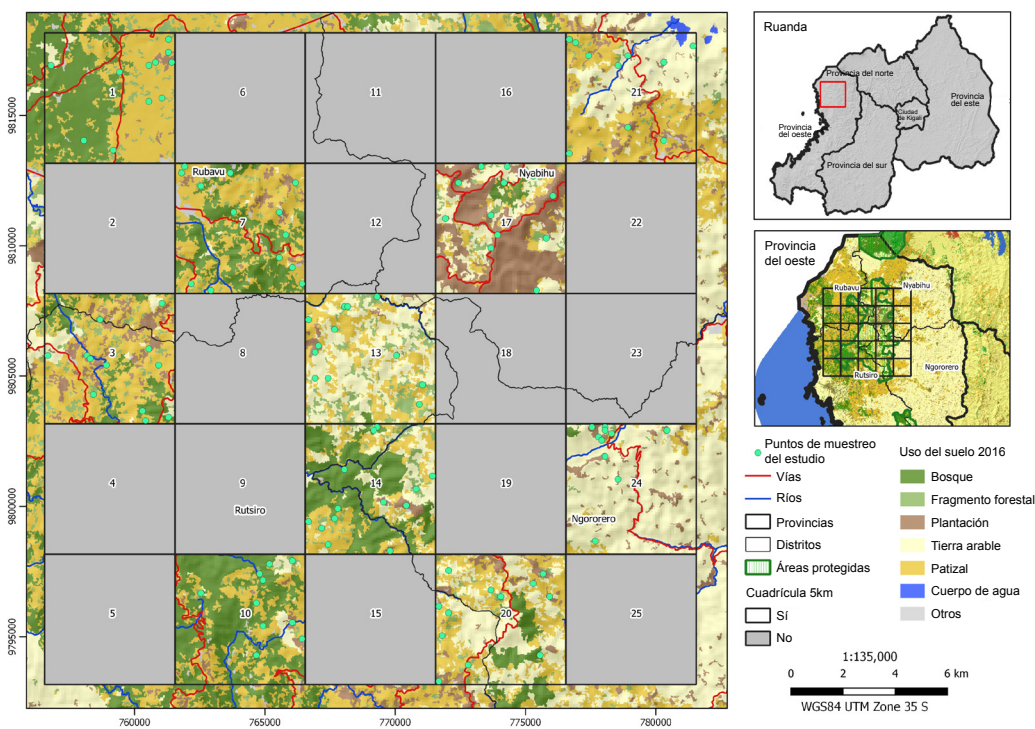 9815000
9810000
9805000
9800000
9795000
760000
765000
770000
775000
780000
1
6
11
16
21
2
Rubavu
7
12
Nyabihu
17
22
3
8
13
18
23
4
9
Rutsiro
14
19
24
Ngororero
5
10
15
20
25
Ruanda
Provincia del norte
Provincia
del este
Ciudad
de Kigali
Provincia
del oeste
Provincia del sur
Provincia
del oeste
Rubavu
Nyabihu
Ngororero
Rutsiro
Puntos de muestreo
del estudio
Vías
Ríos
Provincias
Distritos
Áreas protegidas
Cuadrícula 5km
Sí
No
Uso del suelo 2016
Bosque
Fragmento forestal
Plantación
Tierra arable
Patizal
Cuerpo de agua
Otros
1:135,000
0 2 4 6 km
WGS84 UTM Zone 35 S